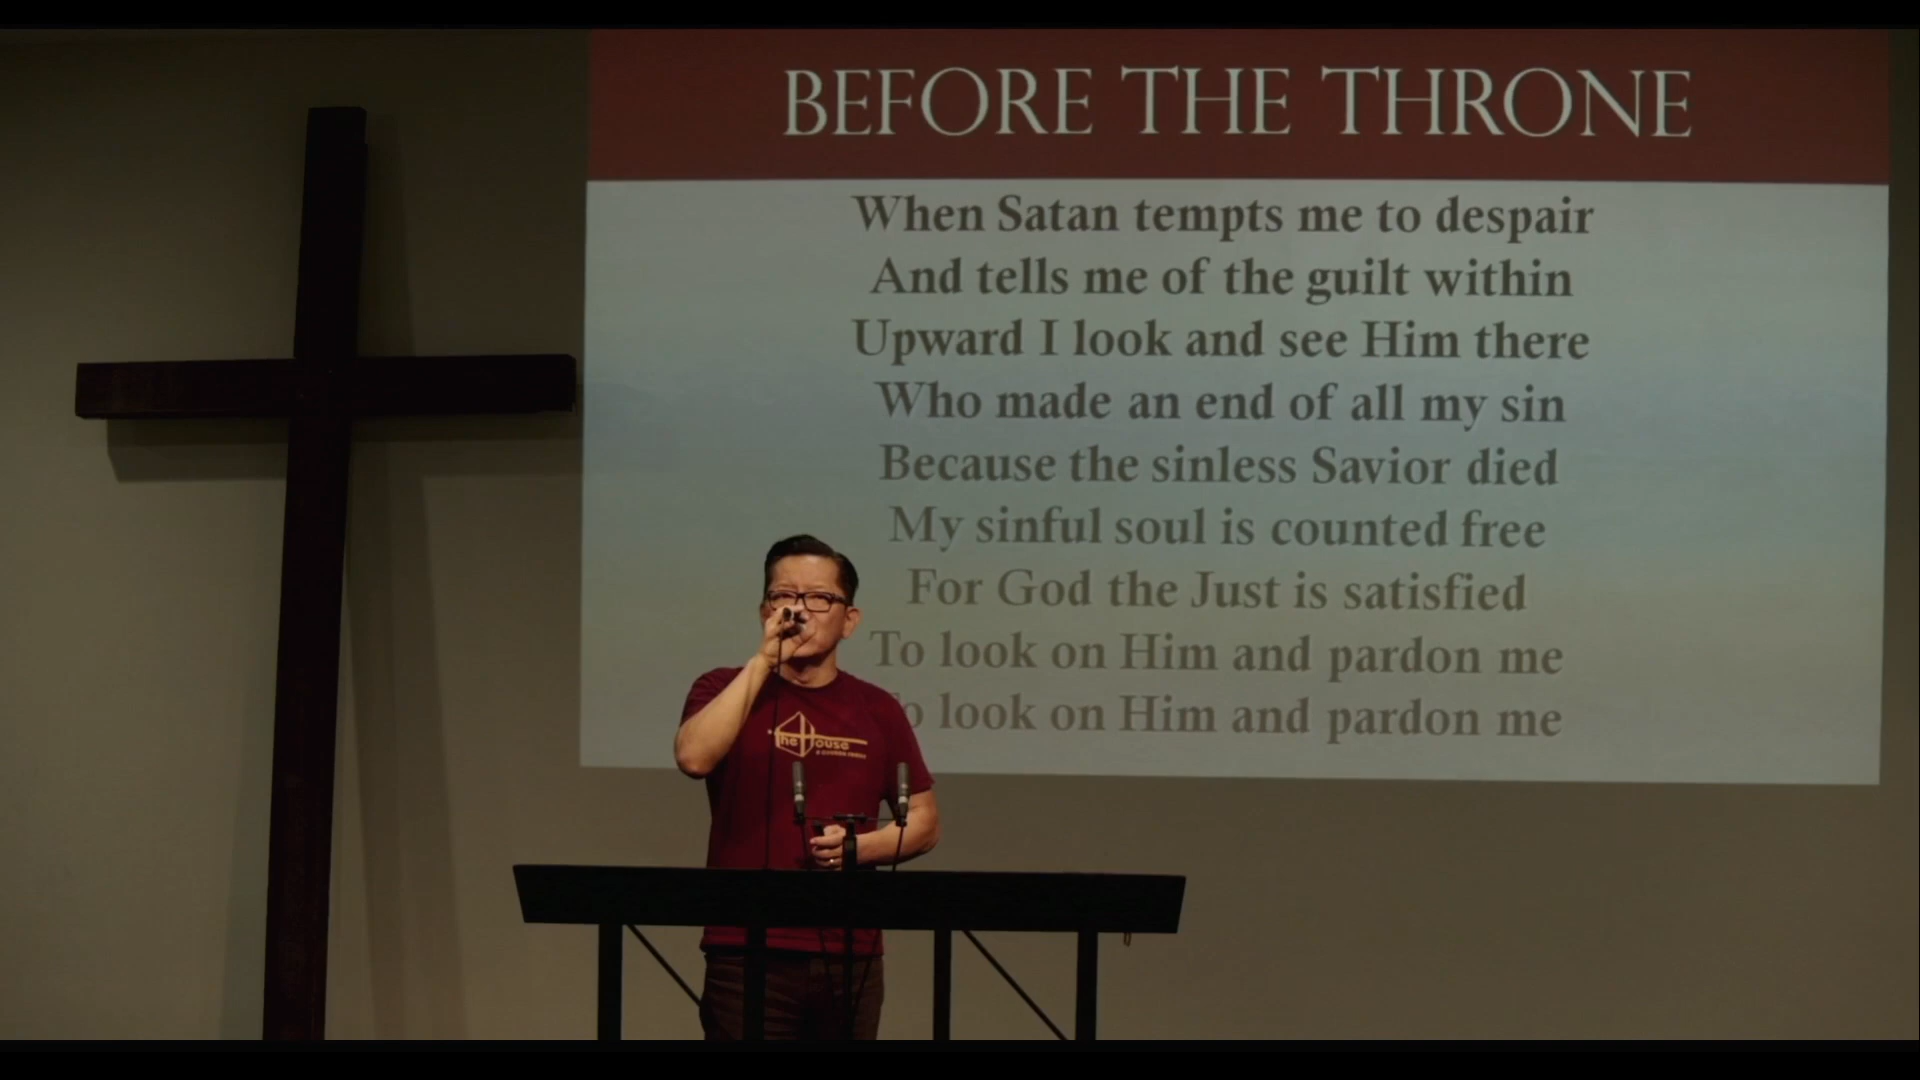 BEFORE THE THRONE
When Satan tempts me to despair
And tells me of the guilt within
Upward I look and see Him there
Who made an end of all my sin
Because the sinless Savior died
My sinful soul is counted free
For God the Just is satisfied
To look on Him and pardon me
look on Him and pardon me
The House